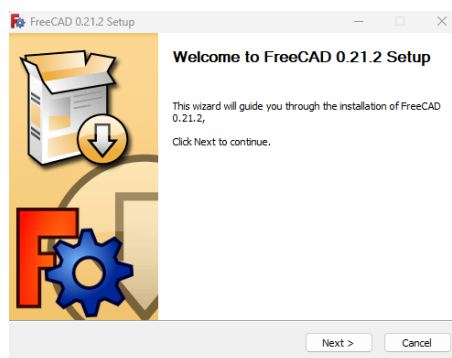 FreeCAD 0.21.2 Setup
Welcome to FreeCAD 0.21.2 Setup
This wizard will guide you through the installation of FreeCAD
0.21.2,
Click Next to continue.
Next >
Cancel